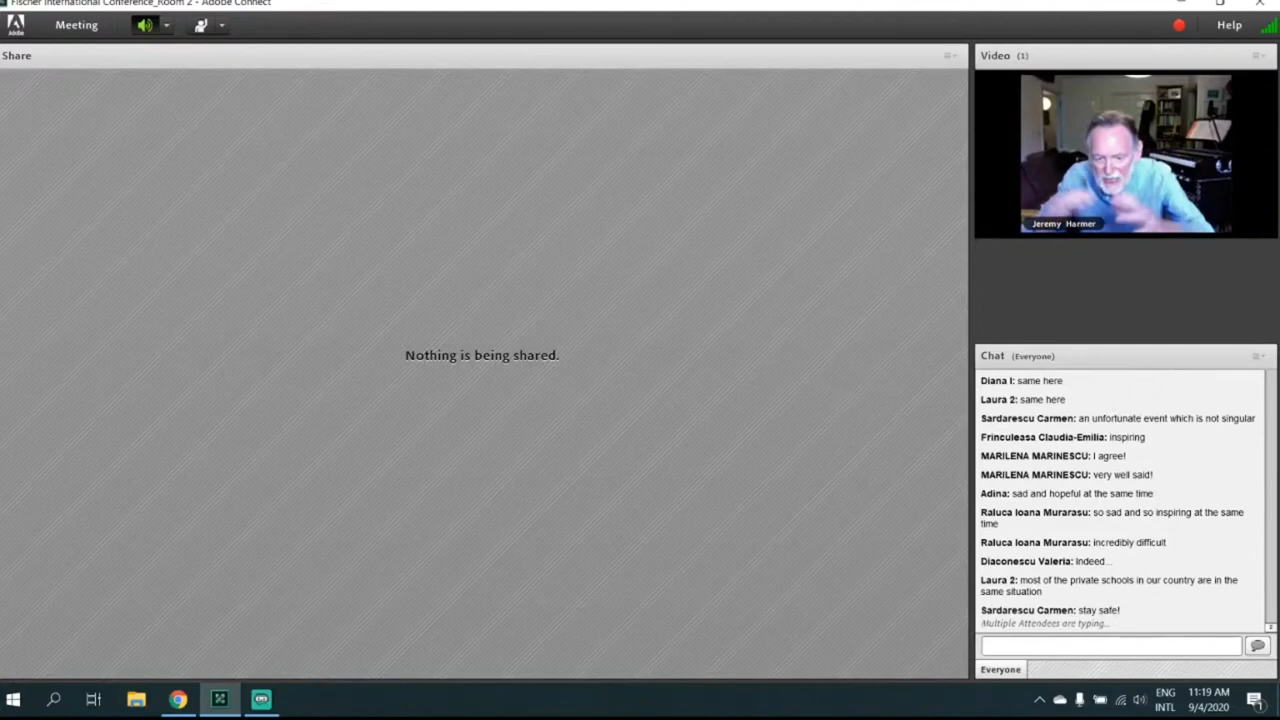 Fischer International Conference_Room 2 - Adobe Connect
Adobe
Meeting
Help
Share
Video (1)
Jeremy Harmer
Nothing is being shared.
Chat (Everyone)
Diana I: same here
Laura 2: same here
Sardarescu Carmen: an unfortunate event which is not singular
Frinculeasa Claudia-Emilia: inspiring
MARILENA MARINESCU: I agree!
MARILENA MARINESCU: very well said!
Adina: sad and hopeful at the same time
Raluca Ioana Murarasu: so sad and so inspiring at the same
time
Raluca Ioana Murarasu: incredibly difficult
Diaconescu Valeria: Indeed...
Laura 2: most of the private schools in our country are in the
same situation
Sardarescu Carmen: stay safe!
Multiple Attendees are typing...
Everyone
ENG
INTL
11:19 AM
9/4/2020
1